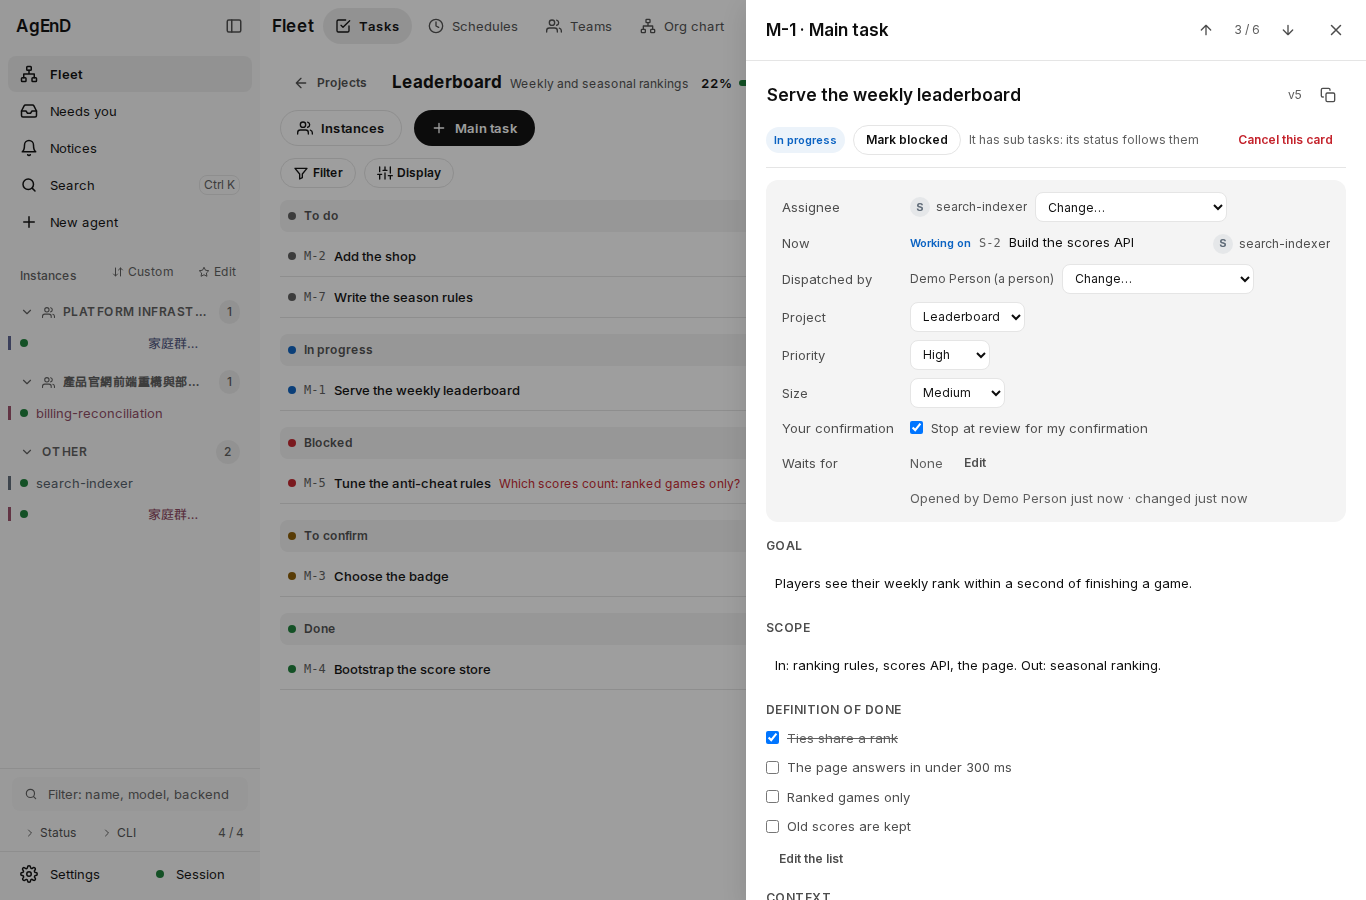 AgEnD
Fleet
Needs you
Notices
Search
Ctrl K
New agent
Instances
Custom
Edit
PLATFORM INFRAST...
1
家庭群...
產品官網前端重構與部...
1
billing-reconciliation
OTHER
2
search-indexer
家庭群...
Filter: name, model, backend
Status
CLI
4 / 4
Settings
Session
Fleet
Tasks
Schedules
Teams
Org chart
Projects
Leaderboard
Weekly and seasonal rankings
22%
Instances
Main task
Filter
Display
To do
M-2 Add the shop
M-7 Write the season rules
In progress
M-1 Serve the weekly leaderboard
Blocked
M-5 Tune the anti-cheat rules Which scores count: ranked games only?
To confirm
M-3 Choose the badge
Done
M-4 Bootstrap the score store
M-1 · Main task
3 / 6
Serve the weekly leaderboard
v5
In progress
Mark blocked
It has sub tasks: its status follows them
Cancel this card
Assignee
S search-indexer
Change...
Now
Working on S-2 Build the scores API
S search-indexer
Dispatched by
Demo Person (a person)
Change...
Project
Leaderboard
Priority
High
Size
Medium
Your confirmation
Stop at review for my confirmation
Waits for
None
Edit
Opened by Demo Person just now · changed just now
GOAL
Players see their weekly rank within a second of finishing a game.
SCOPE
In: ranking rules, scores API, the page. Out: seasonal ranking.
DEFINITION OF DONE
Ties share a rank
The page answers in under 300 ms
Ranked games only
Old scores are kept
Edit the list
CONTEXT